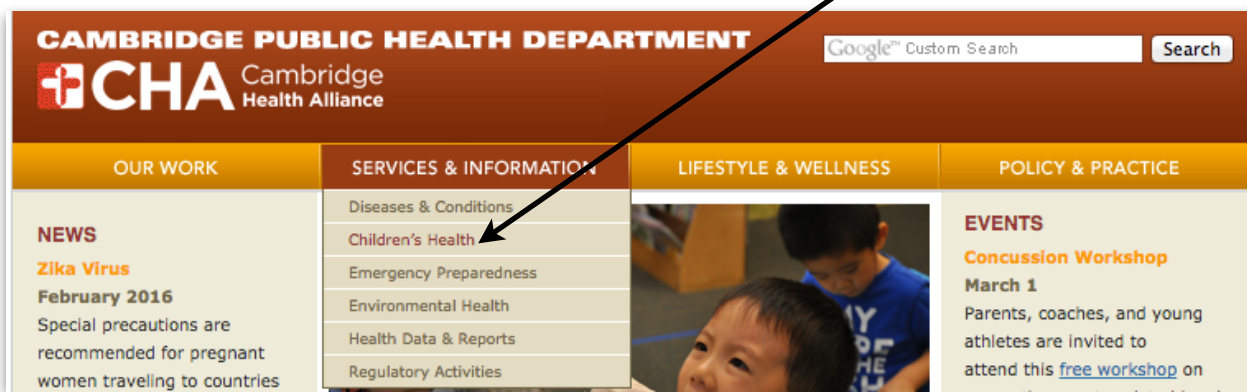 CAMBRIDGE PUBLIC HEALTH DEPARTMENT
CHA Cambridge
Health Alliance
Google™ Custom Search
Search
OUR WORK
SERVICES & INFORMATION
LIFESTYLE & WELLNESS
POLICY & PRACTICE
Diseases & Conditions
Children's Health
Emergency Preparedness
Environmental Health
Health Data & Reports
Regulatory Activities
NEWS
Zika Virus
February 2016
Special precautions are
recommended for pregnant
women traveling to countries
EVENTS
Concussion Workshop
March 1
Parents, coaches, and young
athletes are invited to
attend this free workshop on